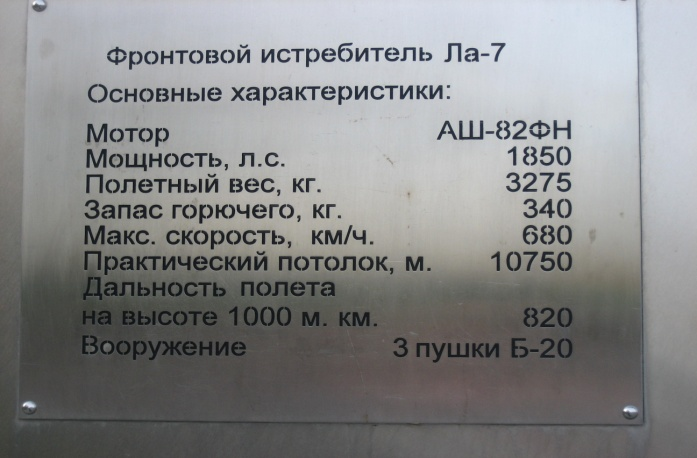 Фронтовой истребитель Ла-7
Основные характеристики:
Мотор АШ-82ФН
Мощность, л.с. 1850
Полетный вес, кг. 3275
Запас горючего, кг. 340
Макс. скорость, км/ч. 680
Практический потолок, м. 10750
Дальность полета
на высоте 1000 м. км. 820
Вооружение 3 пушки Б-20